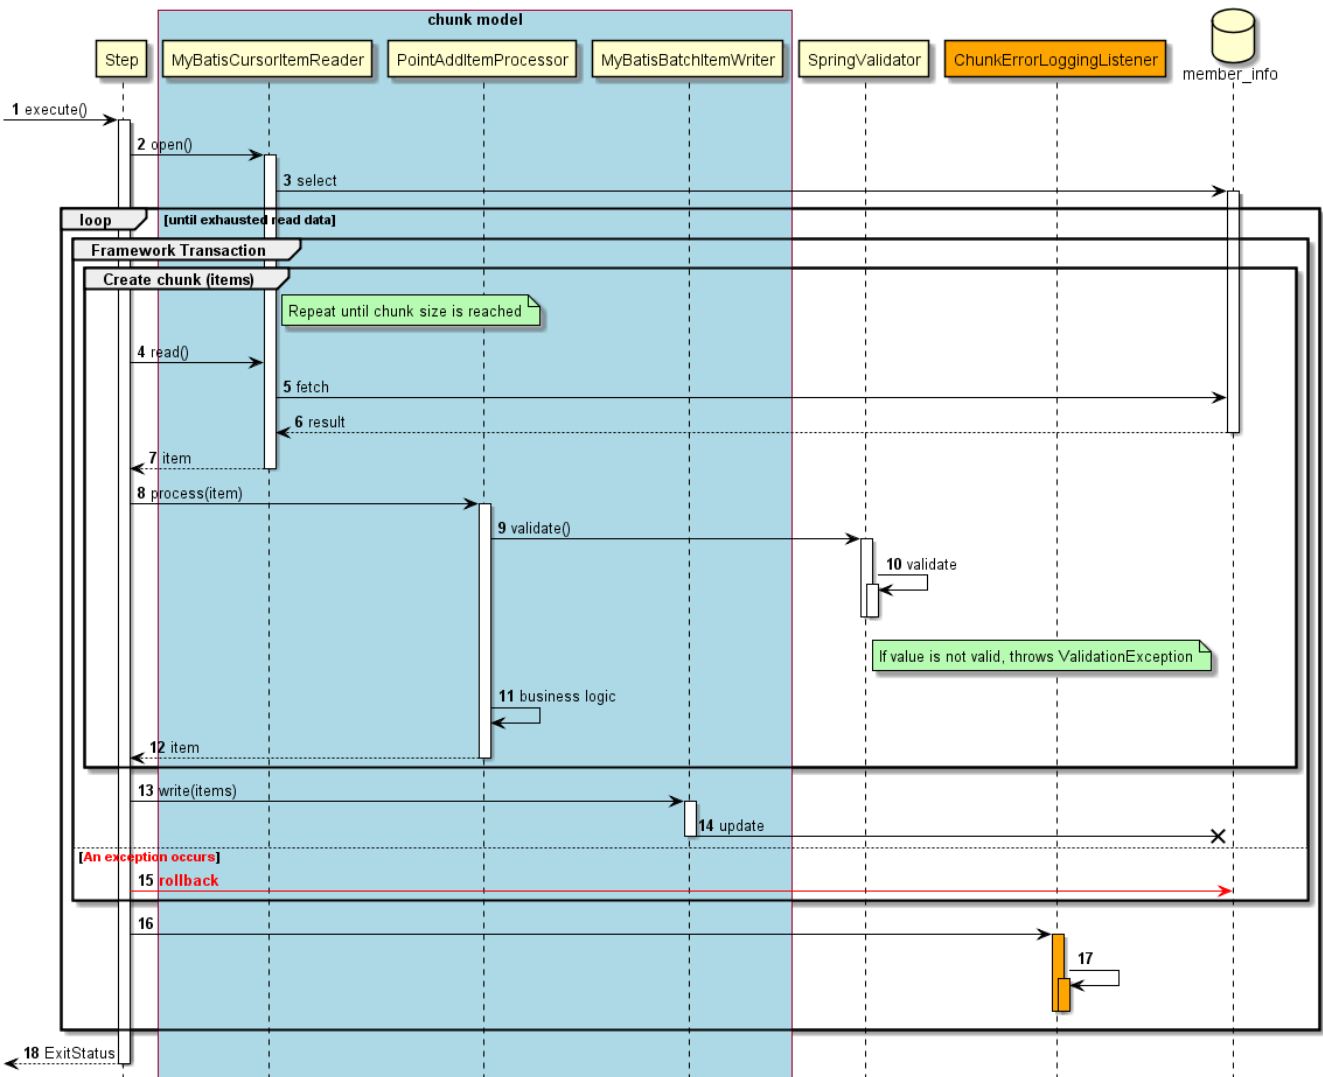 chunk model
Step
MyBatisCursorItemReader
PointAddItemProcessor
MyBatisBatchItemWriter
SpringValidator
ChunkErrorLoggingListener
member_info
1 execute()
2 open()
3 select
loop [until exhausted read data]
Framework Transaction
Create chunk (items)
Repeat until chunk size is reached
4 read()
5 fetch
6 result
7 item
8 process(item)
9 validate()
10 validate
If value is not valid, throws ValidationException
11 business logic
12 item
13 write(items)
14 update
[An exception occurs]
15 rollback
16
17
18 ExitStatus